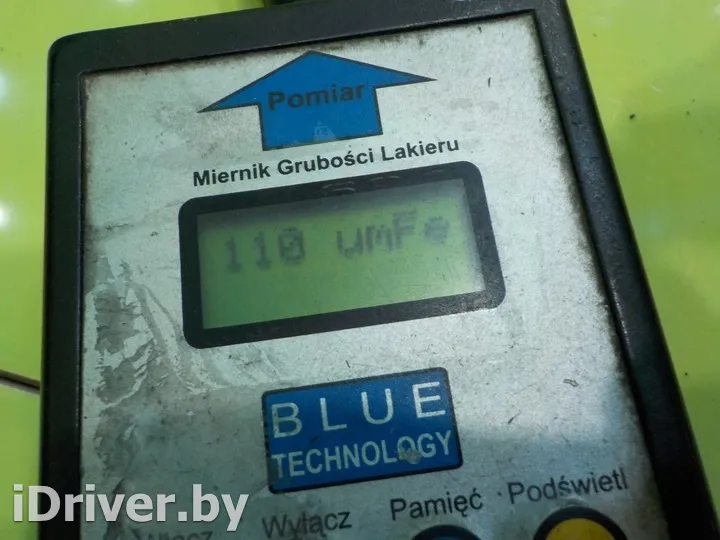 Pomiar
Miernik Grubości Lakieru
110 umFe
BLUE
TECHNOLOGY
Włącz Wyłącz Pamięć Podświetl
iDriver.by